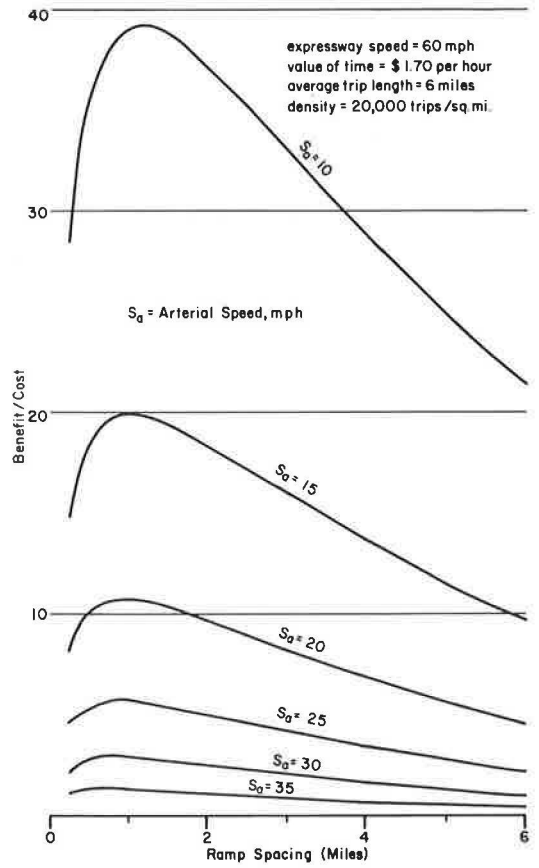 40
expressway speed = 60 mph
value of time = $ 1.70 per hour
average trip length = 6 miles
density = 20,000 trips/sq. mi.
Sa=10
30
Sa = Arterial Speed, mph
Benefit/Cost
20
Sa= 15
10
Sa= 20
Sa= 25
Sa= 30
Sa= 35
0
0 2 4 6
Ramp Spacing (Miles)